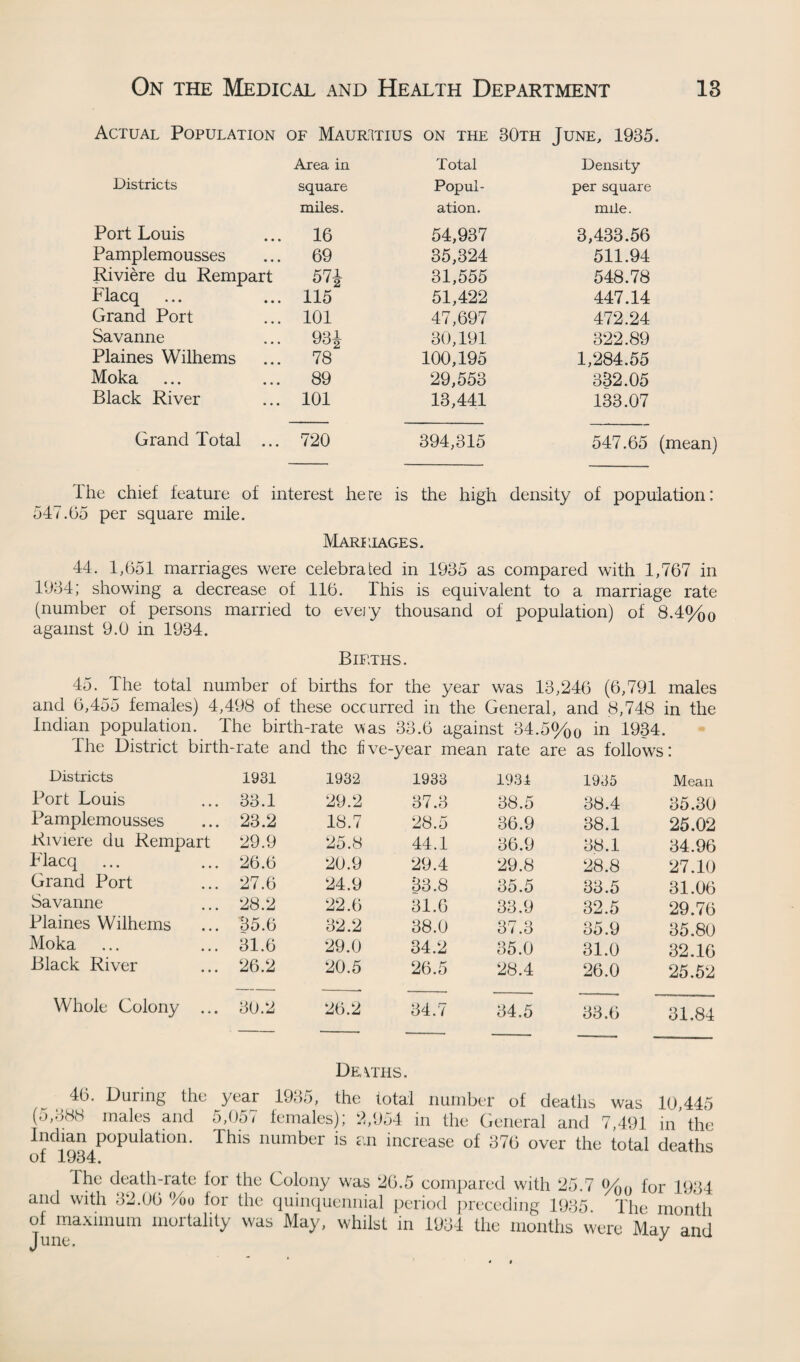 On the Medical and Health Department 13
Actual Population of Mauritius on the 30th June, 1935.
Area in Total Density
Districts square Popul- per square
miles. ation. mile.
Port Louis ... 16 54,937 3,433.56
Pamplemousses ... 69 35,324 511.94
Rivière du Rempart 57½ 31,555 548.78
Flacq ... ... 115 51,422 447.14
Grand Port ... 101 47,697 472.24
Savanne ... 93½ 30,191 322.89
Plaines Wilhems ... 78 100,195 1,284.55
Moka ... ... 89 29,553 332.05
Black River ... 101 13,441 133.07
Grand Total ... 720 394,315 547.65 (mean)
The chief feature of interest here is the high density of population:
547.65 per square mile.
Marriages.
44. 1,651 marriages were celebrated in 1935 as compared with 1,767 in
1934; showing a decrease of 116. This is equivalent to a marriage rate
(number of persons married to every thousand of population) of 8.4%0
against 9.0 in 1934.
Births.
45. The total number of births for the year was 13,246 (6,791 males
and 6,455 females) 4,498 of these occurred in the General, and 8,748 in the
Indian population. The birth-rate was 33.6 against 34.5%0 in 1934.
The District birth-rate and the five-year mean rate are as follows:
Districts 1931 1932 1933 1934 1935 Mean
Port Louis ... 33.1 29.2 37.3 38.5 38.4 35.30
Pamplemousses ... 23.2 18.7 28.5 36.9 38.1 25.02
Riviere du Rempart 29.9 25.8 44.1 36.9 38.1 34.96
Flacq ... ... 26.6 20.9 29.4 29.8 28.8 27.10
Grand Port ... 27.6 24.9 33.8 35.5 33.5 31.06
Savanne ... 28.2 22.6 31.6 33.9 32.5 29.76
Plaines Wilhems ... 35.6 32.2 38.0 37.3 35.9 35.80
Moka ... ... 31.6 29.0 34.2 35.0 31.0 32.16
Black River ... 26.2 20.5 26.5 28.4 26.0 25.52
Whole Colony ... 30.2 26.2 34.7 34.5 33.6 31.84
Deaths.
46. During the year 1935, the total number of deaths was 10,445
(5,388 males and 5,057 females); 2,954 in the General and 7,491 in the
Indian population. This number is an increase of 376 over the total deaths
of 1934.
The death-rate for the Colony was 26.5 compared with 25.7 %0 for 1934
and with 32.06 %0 for the quinquennial period preceding 1935. The month
of maximum mortality was May, whilst in 1934 the months were May and
June.